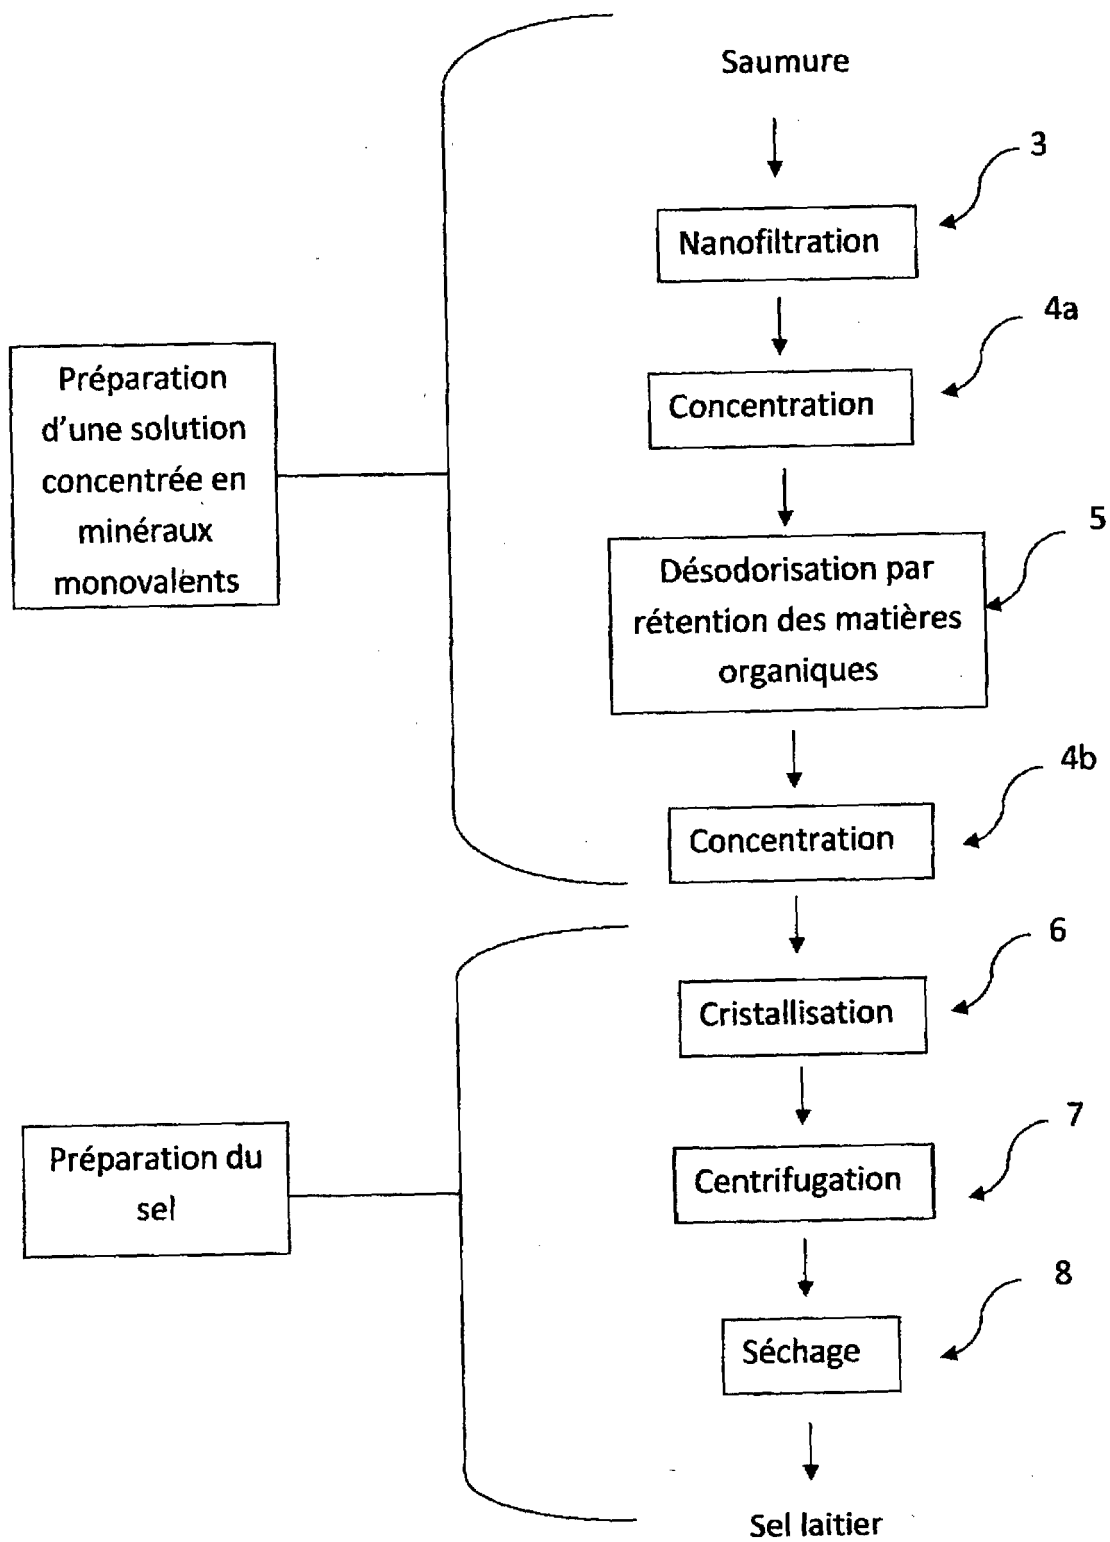 Saumure
3
Nanofiltration
4a
Concentration
Préparation
d'une solution
concentrée en
minéraux
monovalents
5
Désodorisation par
rétention des matières
organiques
4b
Concentration
6
Cristallisation
7
Centrifugation
Préparation du
sel
8
Séchage
Sel laitier